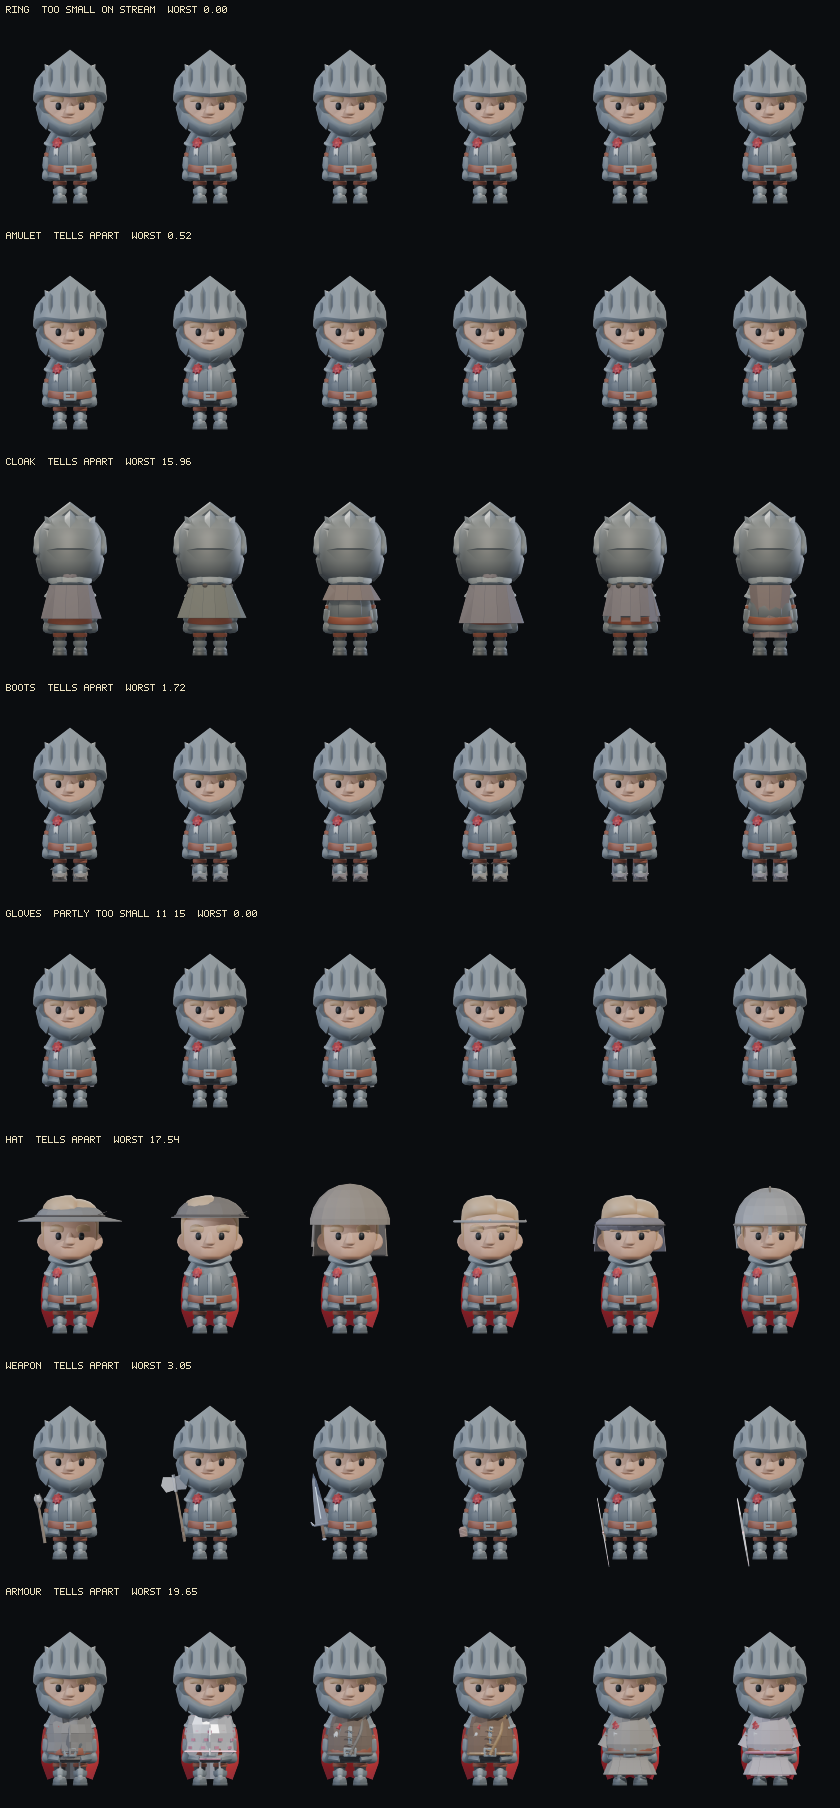 RING  TOO SMALL ON STREAM  WORST 0.00
AMULET  TELLS APART  WORST 0.52
CLOAK  TELLS APART  WORST 15.96
BOOTS  TELLS APART  WORST 1.72
GLOVES  PARTLY TOO SMALL 11 15  WORST 0.00
HAT  TELLS APART  WORST 17.54
WEAPON  TELLS APART  WORST 3.05
ARMOUR  TELLS APART  WORST 19.65